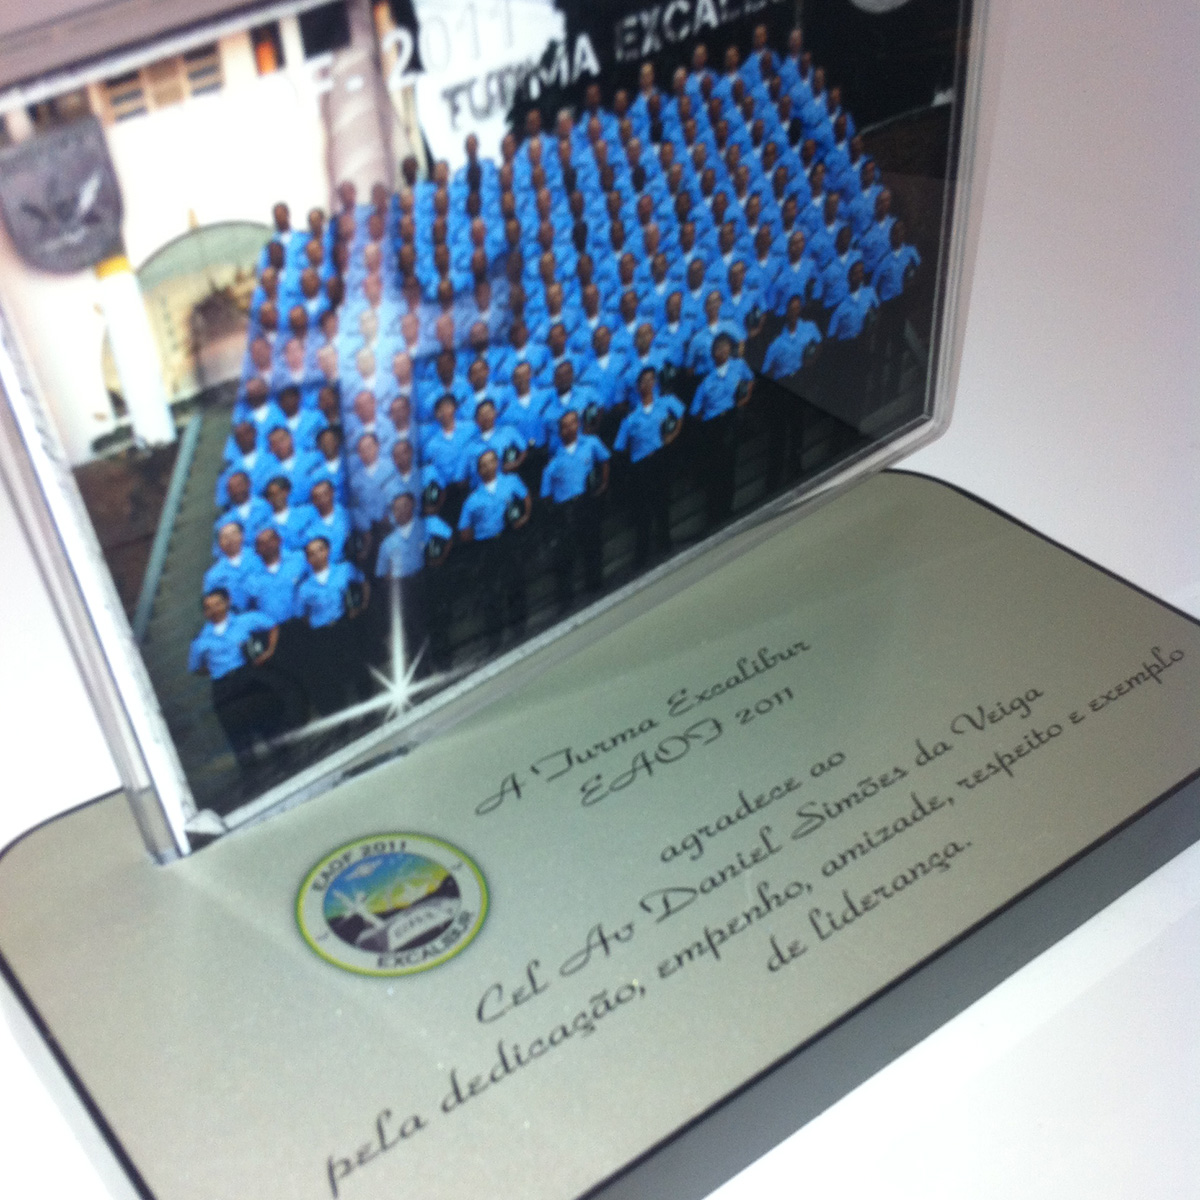 2011
TURMA EXCAL
A Turma Excalibur
EAOF 2011
agradece ao
Cel Av Daniel Simões da Veiga
pela dedicação, empenho, amizade, respeito e exemplo
de liderança.
EAOF 2011
EXCALIBUR